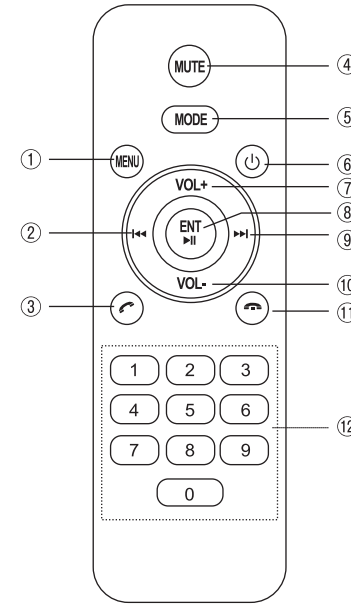 MUTE ④
MODE ⑤
① MENU ⑥
VOL+ ⑦
② ENT ⑧
⑨
VOL- ⑩
③ ⑪
1 2 3
4 5 6
⑫
7 8 9
0